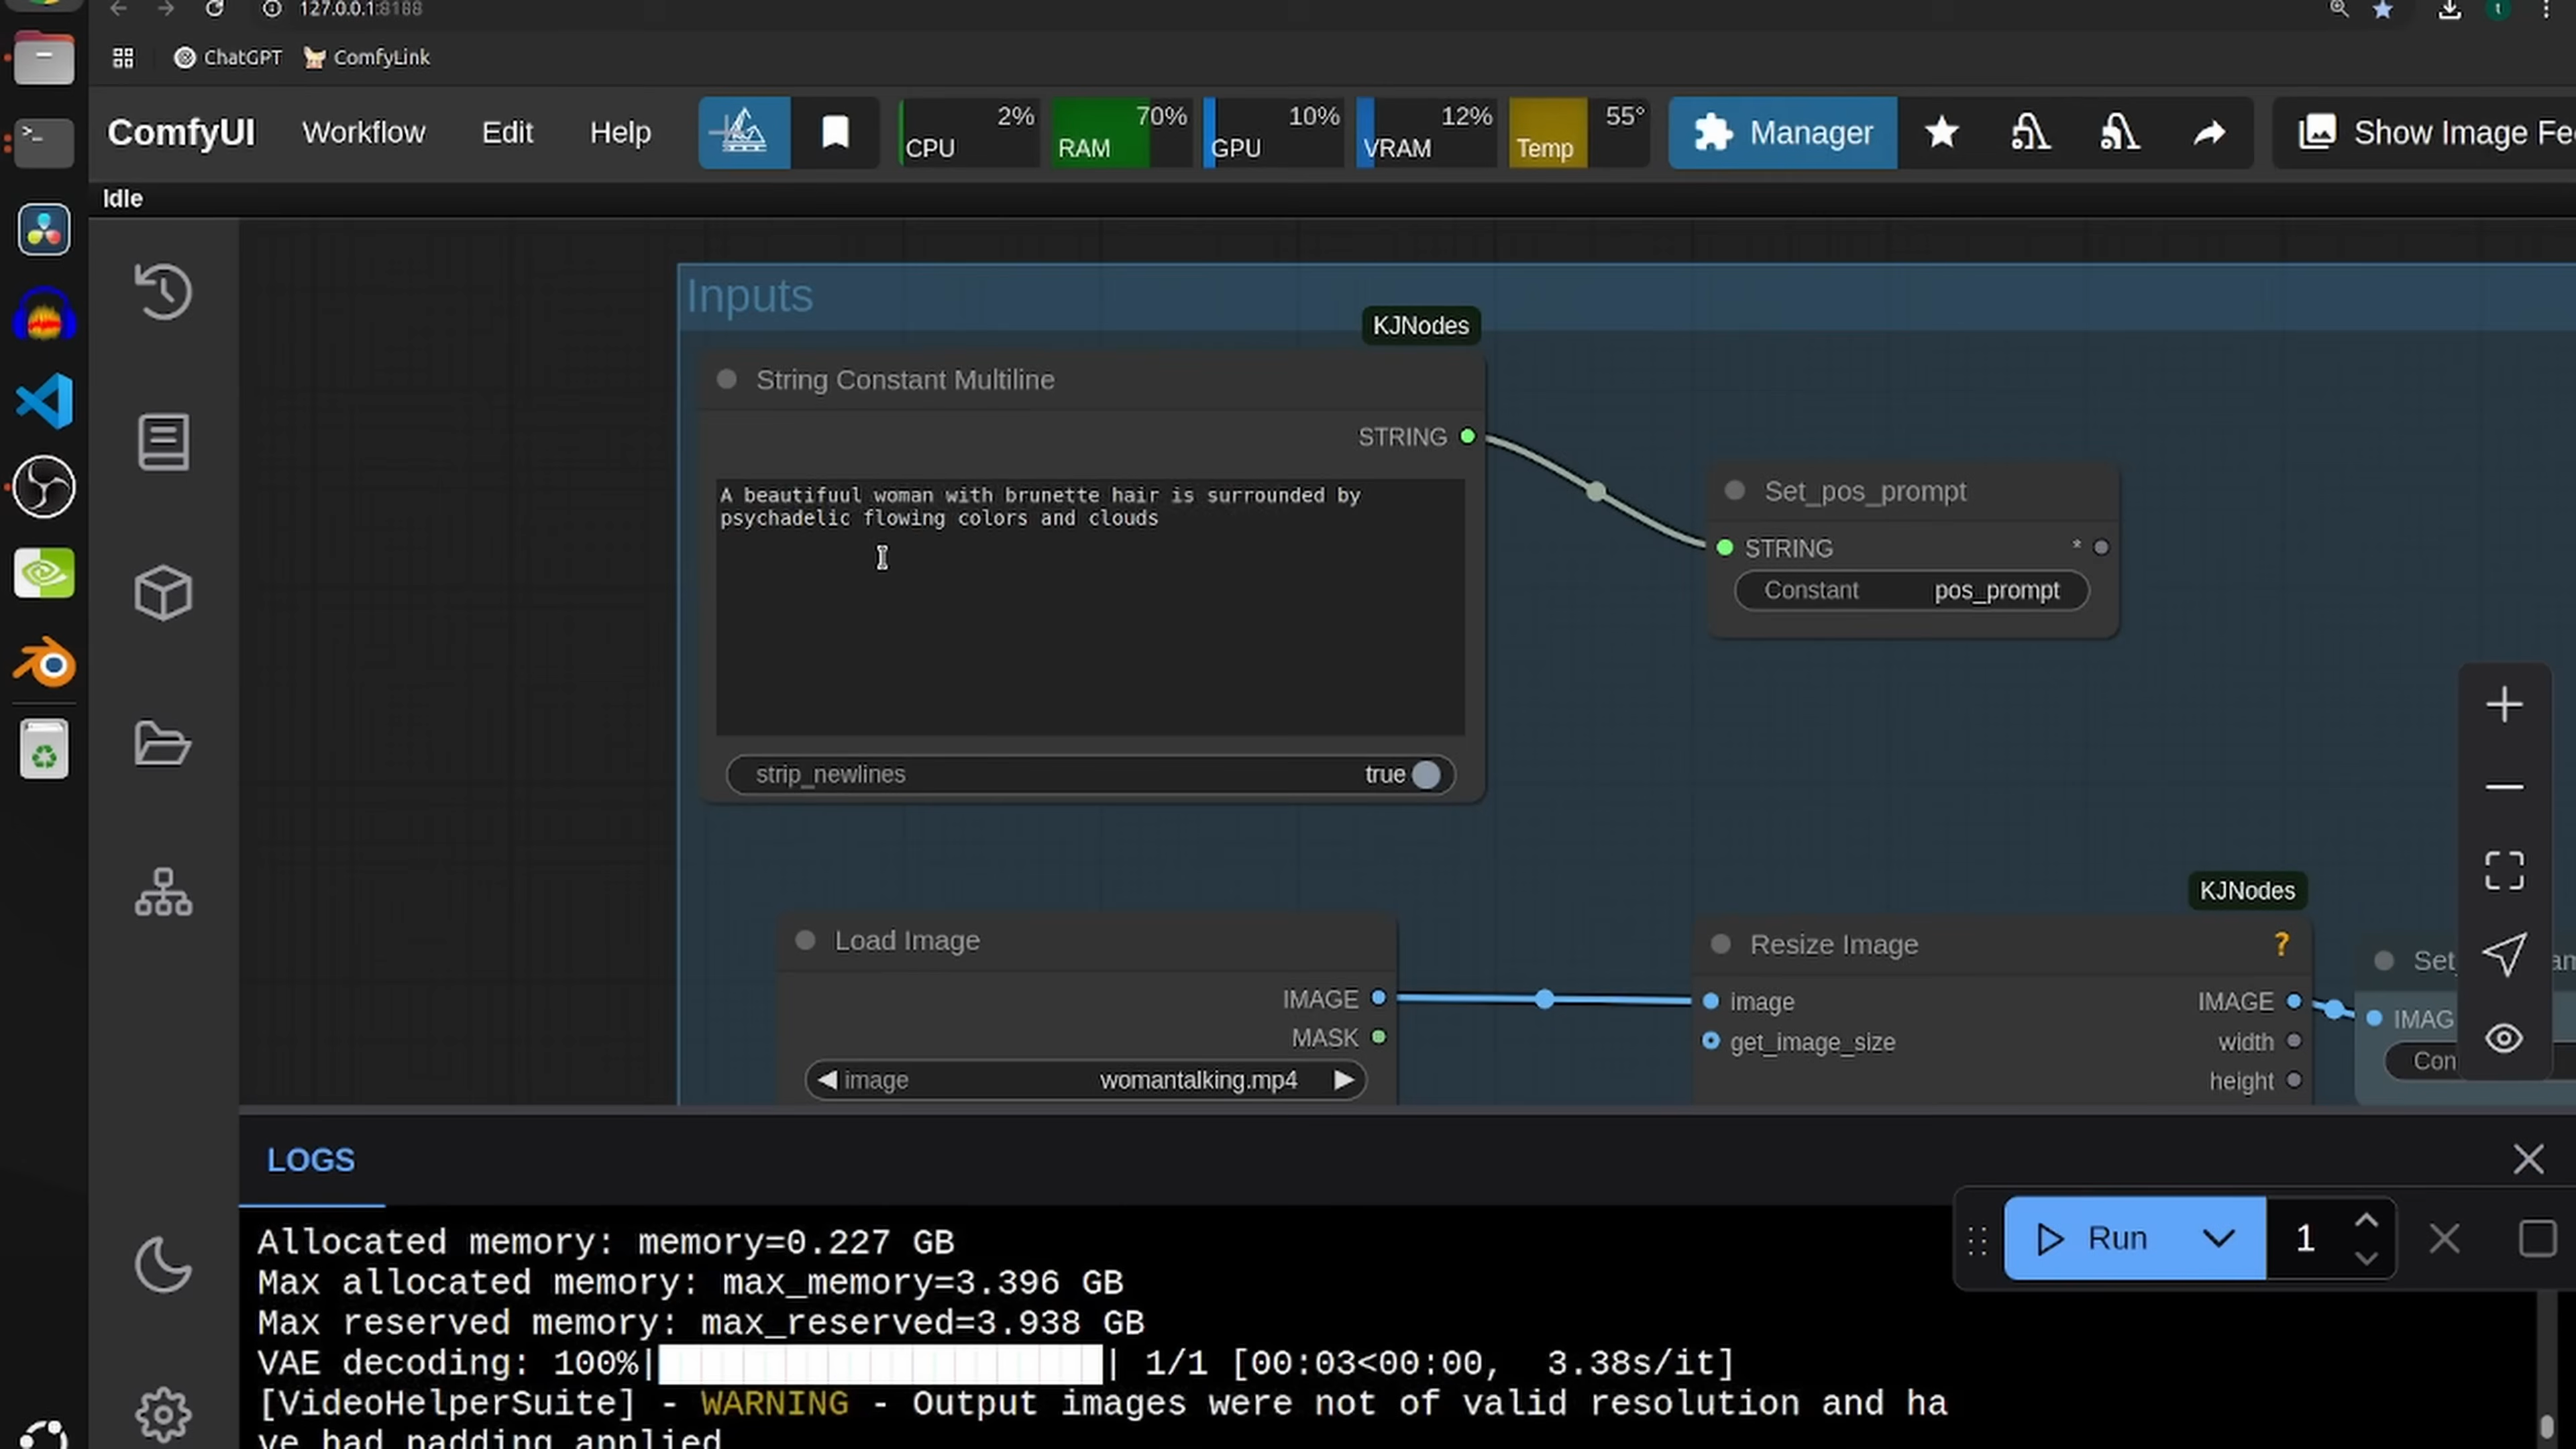 127.0.0.1:8188
ChatGPT ComfyLink
ComfyUI Workflow Edit Help CPU 2% RAM 70% GPU 10% VRAM 12% Temp 55° Manager Show Image Fe
Idle
Inputs
KJNodes
String Constant Multiline
STRING
A beautifuul woman with brunette hair is surrounded by
psychadelic flowing colors and clouds
strip_newlines true
Set_pos_prompt
STRING *
Constant pos_prompt
KJNodes
Load Image
IMAGE
MASK
image womantalking.mp4
Resize Image ?
image IMAGE
get_image_size width
height
Set am
IMAG
Con
LOGS
Run 1
Allocated memory: memory=0.227 GB
Max allocated memory: max_memory=3.396 GB
Max reserved memory: max_reserved=3.938 GB
VAE decoding: 100%| | 1/1 [00:03<00:00, 3.38s/it]
[VideoHelperSuite] - WARNING - Output images were not of valid resolution and ha
ve had padding applied